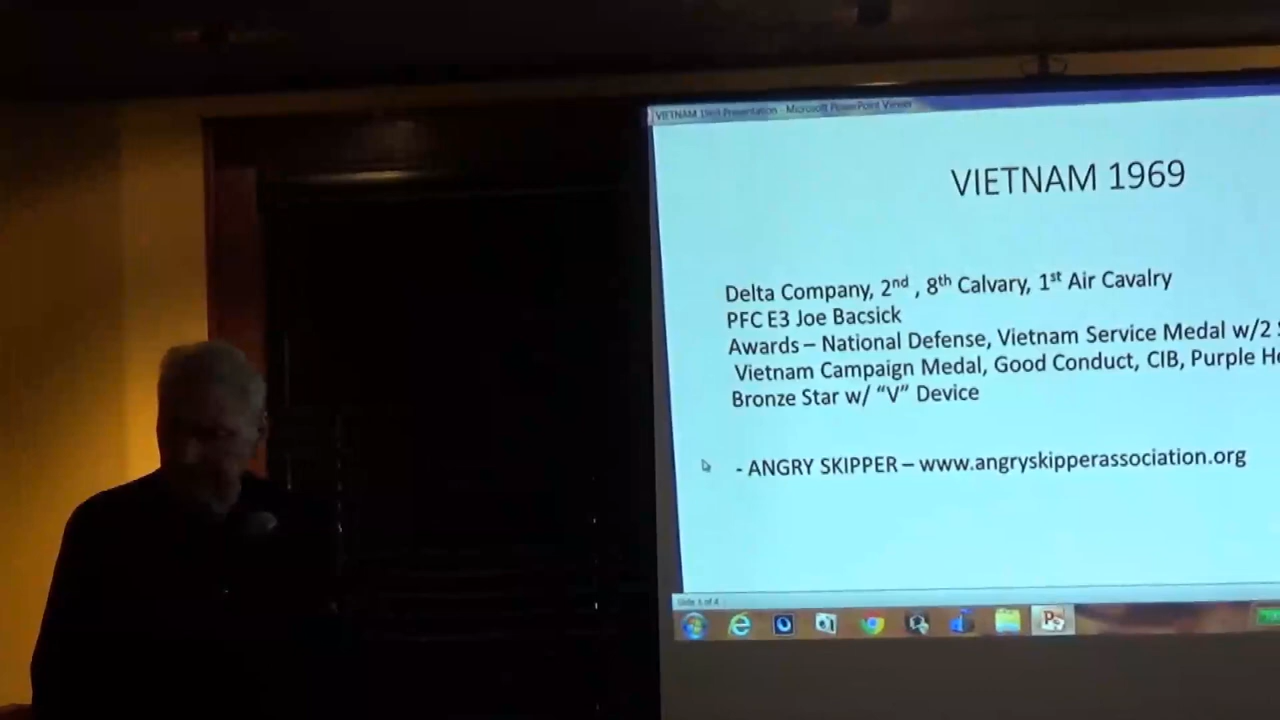 VIETNAM 1969 Presentation - Microsoft PowerPoint Viewer
VIETNAM 1969
Delta Company, 2nd , 8th Calvary, 1st Air Cavalry
PFC E3 Joe Bacsick
Awards – National Defense, Vietnam Service Medal w/2
Vietnam Campaign Medal, Good Conduct, CIB, Purple
Bronze Star w/ “V” Device
- ANGRY SKIPPER – www.angryskipperassociation.org